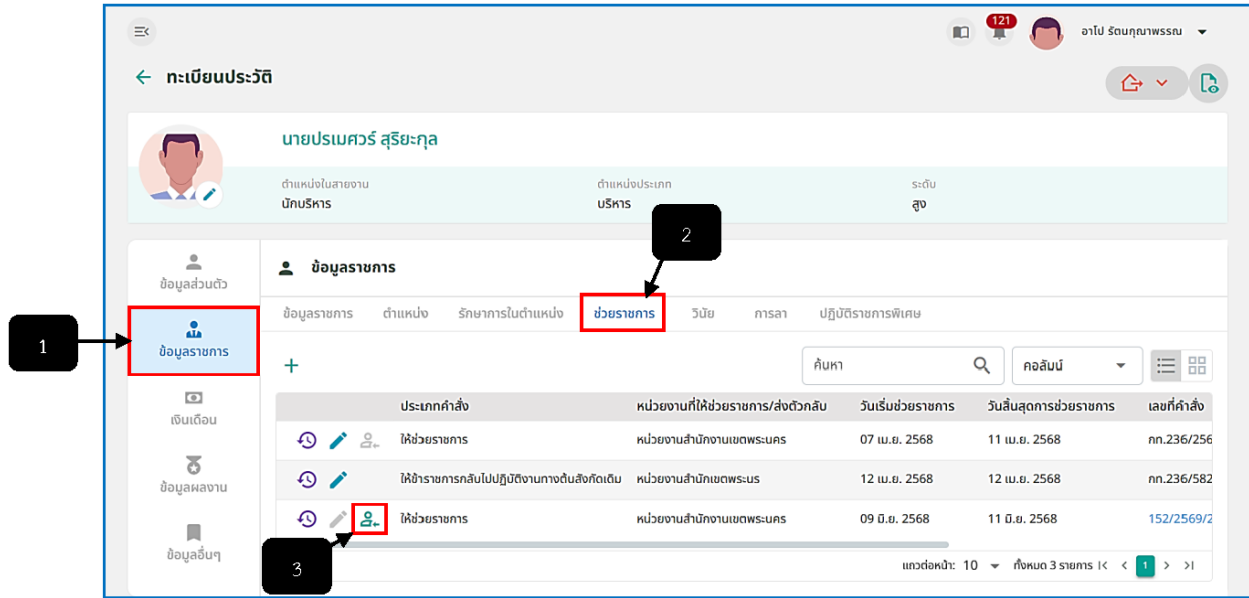 121
อาโป รัตนกุณาพรรณ
ทะเบียนประวัติ
นายปรเมศวร์ สุริยะกุล
ตำแหน่งในสายงาน ตำแหน่งประเภท ระดับ
นักบริหาร บริหาร สูง
2
ข้อมูลส่วนตัว
ข้อมูลราชการ
ข้อมูลราชการ ตำแหน่ง รักษาการในตำแหน่ง ช่วยราชการ วินัย การลา ปฏิบัติราชการพิเศษ
1
ข้อมูลราชการ
ค้นหา คอลัมน์
เงินเดือน
ประเภทคำสั่ง หน่วยงานที่ให้ช่วยราชการ/ส่งตัวกลับ วันเริ่มช่วยราชการ วันสิ้นสุดการช่วยราชการ เลขที่คำสั่ง
ให้ช่วยราชการ หน่วยงานสำนักงานเขตพระนคร 07 เม.ย. 2568 11 เม.ย. 2568 กท.236/256
ข้อมูลผลงาน
ให้ข้าราชการกลับไปปฏิบัติงานทางต้นสังกัดเดิม หน่วยงานสำนักเขตพระนร 12 เม.ย. 2568 12 เม.ย. 2568 กท.236/582
ให้ช่วยราชการ หน่วยงานสำนักงานเขตพระนคร 09 มิ.ย. 2568 11 มิ.ย. 2568 152/2569/2
ข้อมูลอื่นๆ
3
แถวต่อหน้า: 10 ทั้งหมด 3 รายการ 1